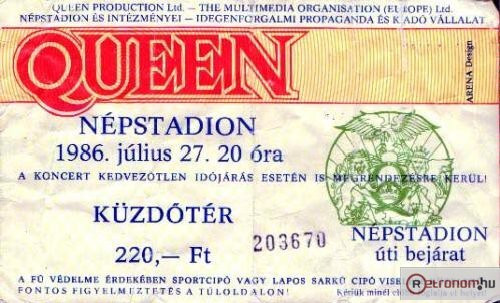 QUEEN PRODUCTION Ltd. — THE MULTIMEDIA ORGANISATION (EUROPE) Ltd.
NÉPSTADION ÉS INTÉZMÉNYEI — IDEGENFORGALMI PROPAGANDA ÉS KIADÓ VÁLLALAT
QUEEN
ARENA Design
NÉPSTADION
1986. július 27. 20 óra
A KONCERT KEDVEZŐTLEN IDŐJÁRÁS ESETÉN IS MEGRENDEZÉSRE KERÜL!
KÜZDŐTÉR
220,— Ft
203670
NÉPSTADION
úti bejárat
A FŰ VÉDELME ÉRDEKÉBEN SPORTCIPŐ VAGY LAPOS SARKÚ CIPŐ
FONTOS FIGYELMEZTETÉS A TÚLOLDALON!
Kérjük minél
Retronom.hu